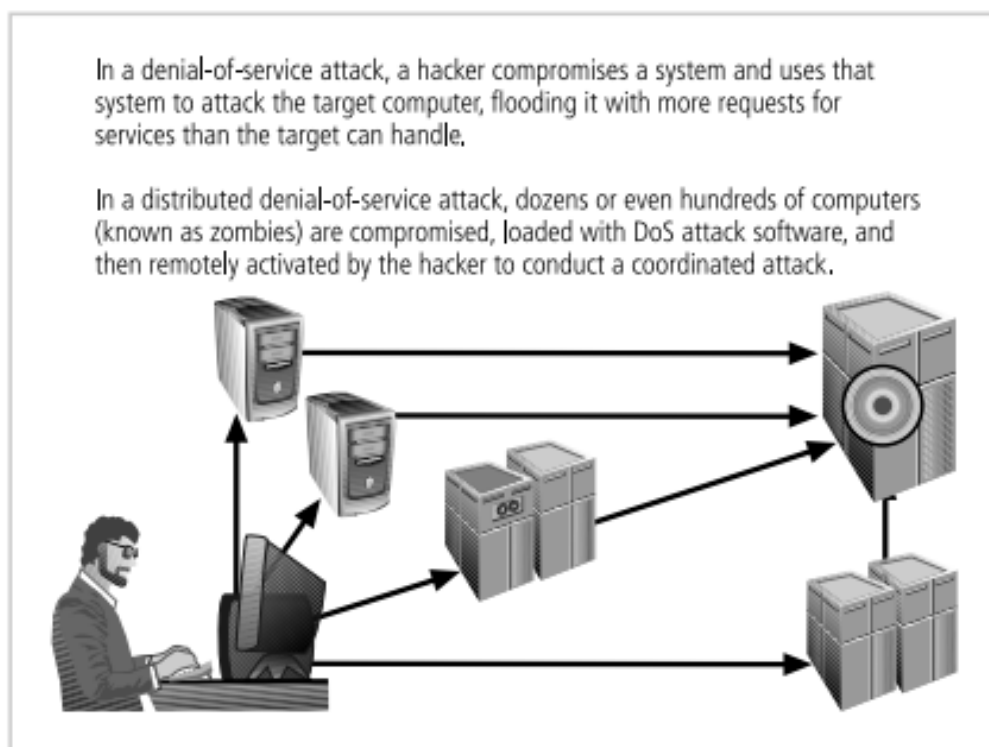 In a denial-of-service attack, a hacker compromises a system and uses that
system to attack the target computer, flooding it with more requests for
services than the target can handle.
In a distributed denial-of-service attack, dozens or even hundreds of computers
(known as zombies) are compromised, loaded with DoS attack software, and
then remotely activated by the hacker to conduct a coordinated attack.